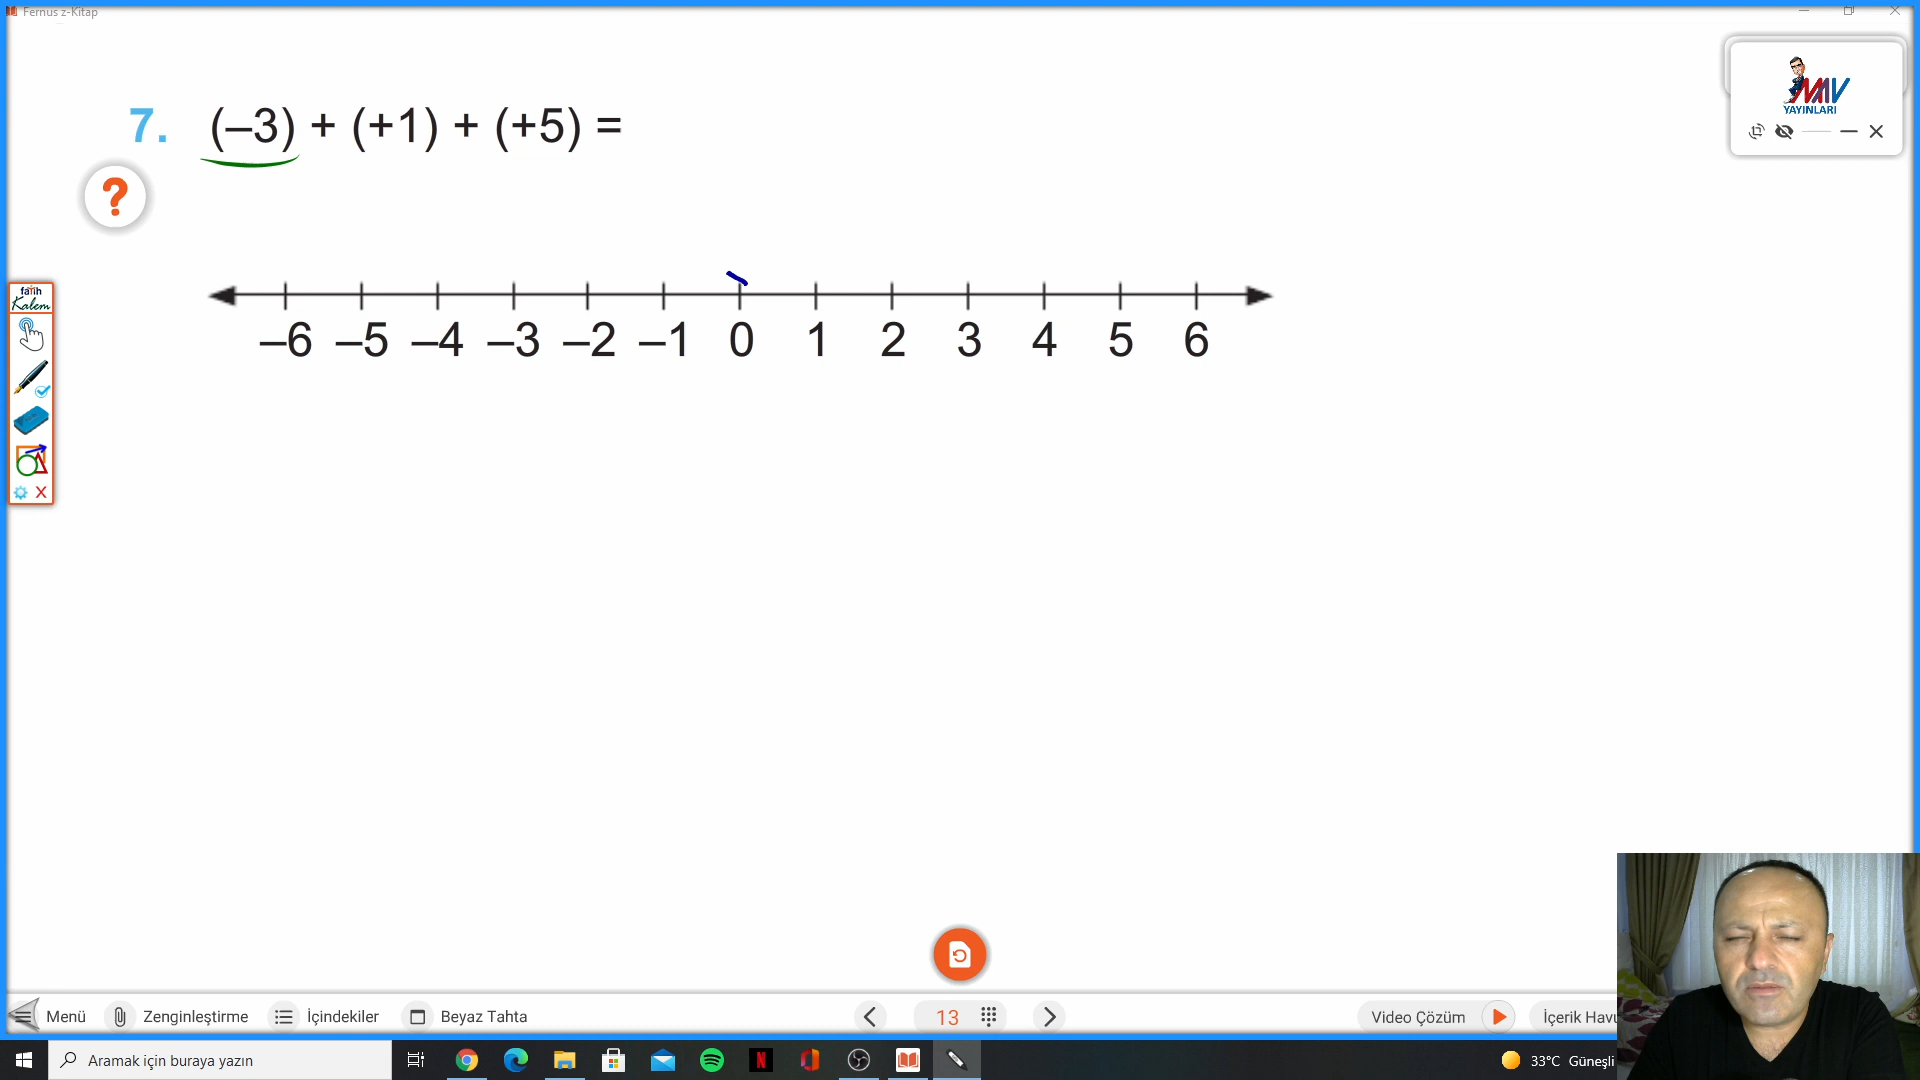 Fernus z-Kitap
MAV
YAYINLARI
7. (–3) + (+1) + (+5) =
?
fatih
Kalem
–6 –5 –4 –3 –2 –1 0 1 2 3 4 5 6
Menü Zenginleştirme İçindekiler Beyaz Tahta 13 Video Çözüm İçerik Havu
Aramak için buraya yazın 33°C Güneşli